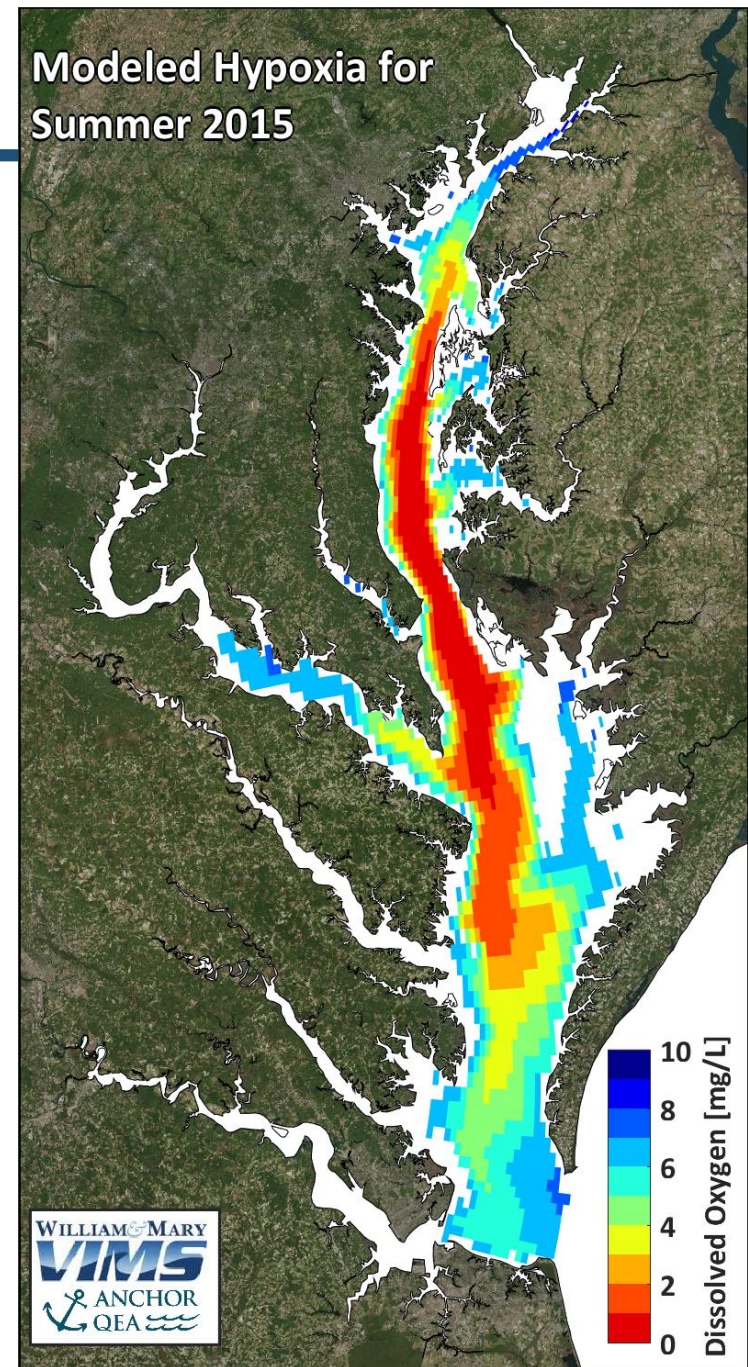 Modeled Hypoxia for
Summer 2015
10
8
6
4
2
0
Dissolved Oxygen [mg/L]
WILLIAM & MARY
VIMS
ANCHOR
QEA